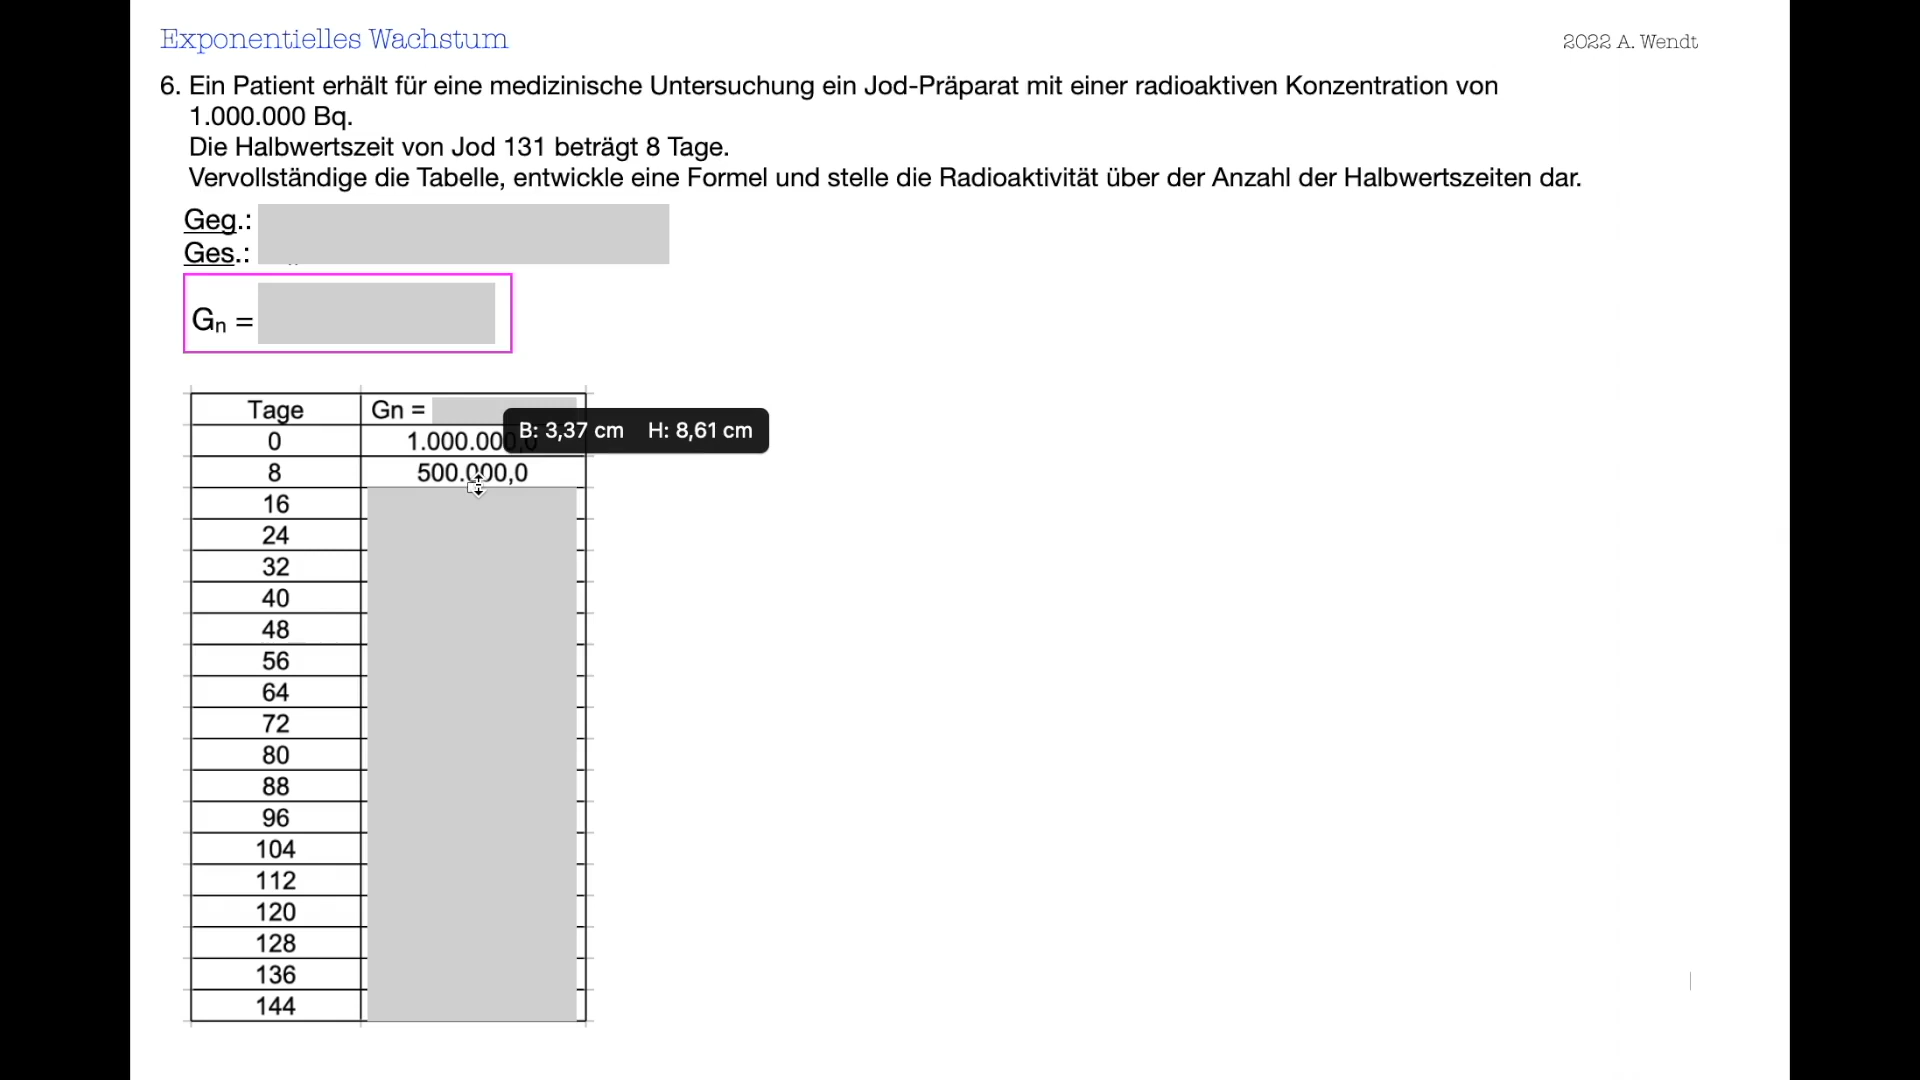 Exponentielles Wachstum
2022 A. Wendt
6. Ein Patient erhält für eine medizinische Untersuchung ein Jod-Präparat mit einer radioaktiven Konzentration von
1.000.000 Bq.
Die Halbwertszeit von Jod 131 beträgt 8 Tage.
Vervollständige die Tabelle, entwickle eine Formel und stelle die Radioaktivität über der Anzahl der Halbwertszeiten dar.
Geg.:
Ges.:
Gn =
Tage Gn =
B: 3,37 cm H: 8,61 cm
0 1.000.000,0
8 500.000,0
16
24
32
40
48
56
64
72
80
88
96
104
112
120
128
136
144